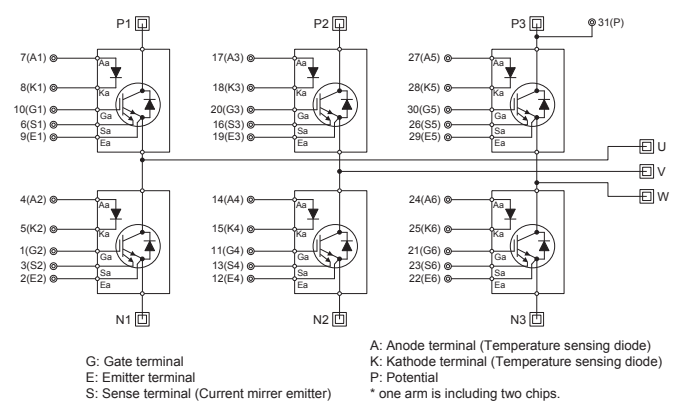 P1 P2 P3 31(P)
7(A1) Aa 17(A3) Aa 27(A5) Aa
8(K1) Ka 18(K3) Ka 28(K5) Ka
10(G1) Ga 20(G3) Ga 30(G5) Ga
6(S1) Sa 16(S3) Sa 26(S5) Sa
9(E1) Ea 19(E3) Ea 29(E5) Ea
U
V
W
4(A2) Aa 14(A4) Aa 24(A6) Aa
5(K2) Ka 15(K4) Ka 25(K6) Ka
1(G2) Ga 11(G4) Ga 21(G6) Ga
3(S2) Sa 13(S4) Sa 23(S6) Sa
2(E2) Ea 12(E4) Ea 22(E6) Ea
N1 N2 N3
G: Gate terminal
E: Emitter terminal
S: Sense terminal (Current mirrer emitter)
A: Anode terminal (Temperature sensing diode)
K: Kathode terminal (Temperature sensing diode)
P: Potential
* one arm is including two chips.